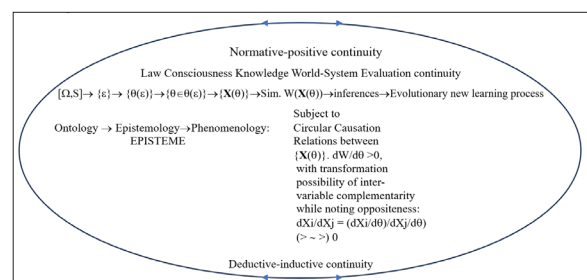 Normative-positive continuity
Law Consciousness Knowledge World-System Evaluation continuity
[Ω,S]→ {ε}→ {θ(ε)}→{θ∈θ(ε)}→{X(θ)}→Sim. W(X(θ))→inferences→Evolutionary new learning process
Ontology → Epistemology→Phenomenology:
EPISTEME
Subject to
Circular Causation
Relations between
{X(θ)}. dW/dθ >0,
with transformation
possibility of inter-
variable complementarity
while noting oppositeness:
dXi/dXj = (dXi/dθ)/dXj/dθ)
(> ~ >) 0
Deductive-inductive continuity